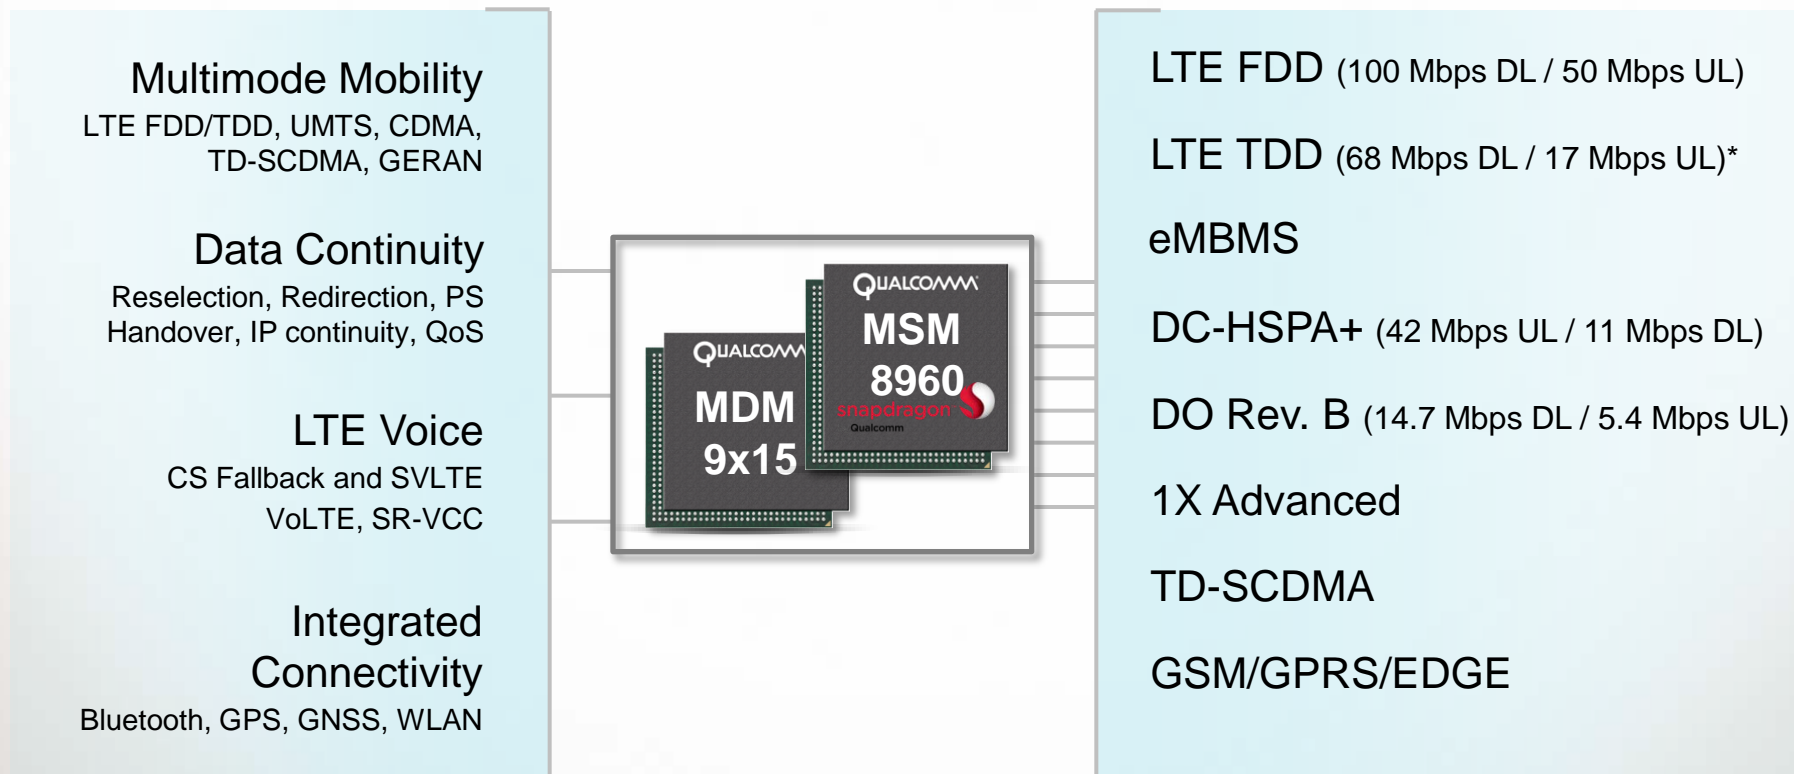 Multimode Mobility
LTE FDD/TDD, UMTS, CDMA,
TD-SCDMA, GERAN
Data Continuity
Reselection, Redirection, PS
Handover, IP continuity, QoS
LTE Voice
CS Fallback and SVLTE
VoLTE, SR-VCC
Integrated
Connectivity
Bluetooth, GPS, GNSS, WLAN
QUALCOMM
MDM
9x15
QUALCOMM
MSM
8960
snapdragon
Qualcomm
LTE FDD (100 Mbps DL / 50 Mbps UL)
LTE TDD (68 Mbps DL / 17 Mbps UL)*
eMBMS
DC-HSPA+ (42 Mbps UL / 11 Mbps DL)
DO Rev. B (14.7 Mbps DL / 5.4 Mbps UL)
1X Advanced
TD-SCDMA
GSM/GPRS/EDGE